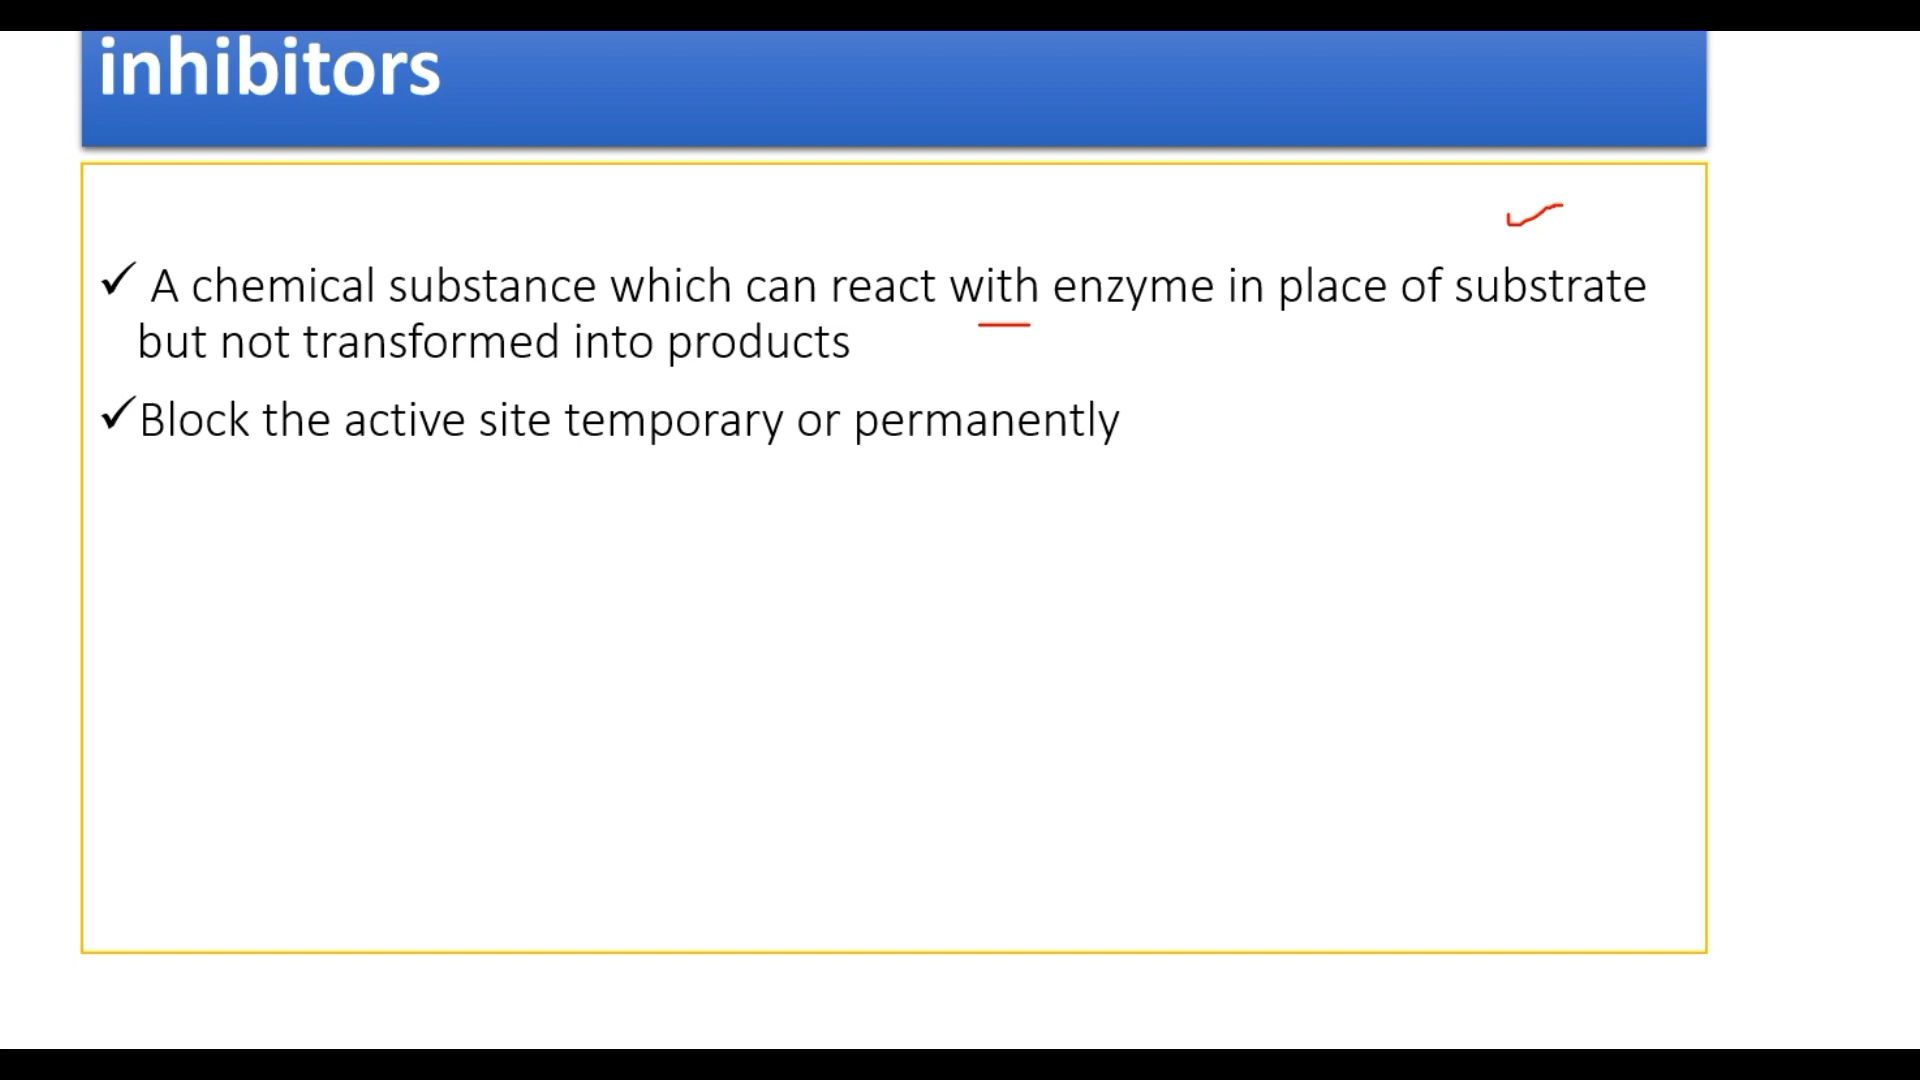 inhibitors
✓ A chemical substance which can react with enzyme in place of substrate
but not transformed into products
✓Block the active site temporary or permanently